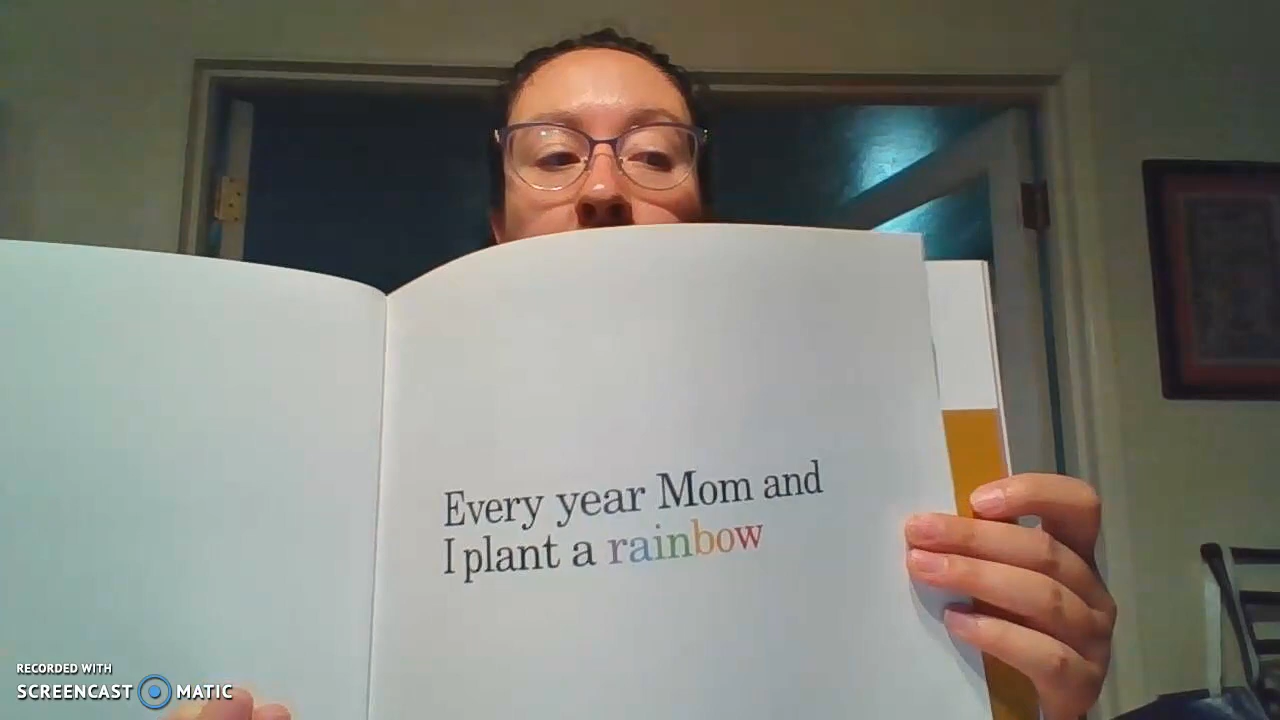 Every year Mom and
I plant a rainbow
RECORDED WITH
SCREENCAST MATIC